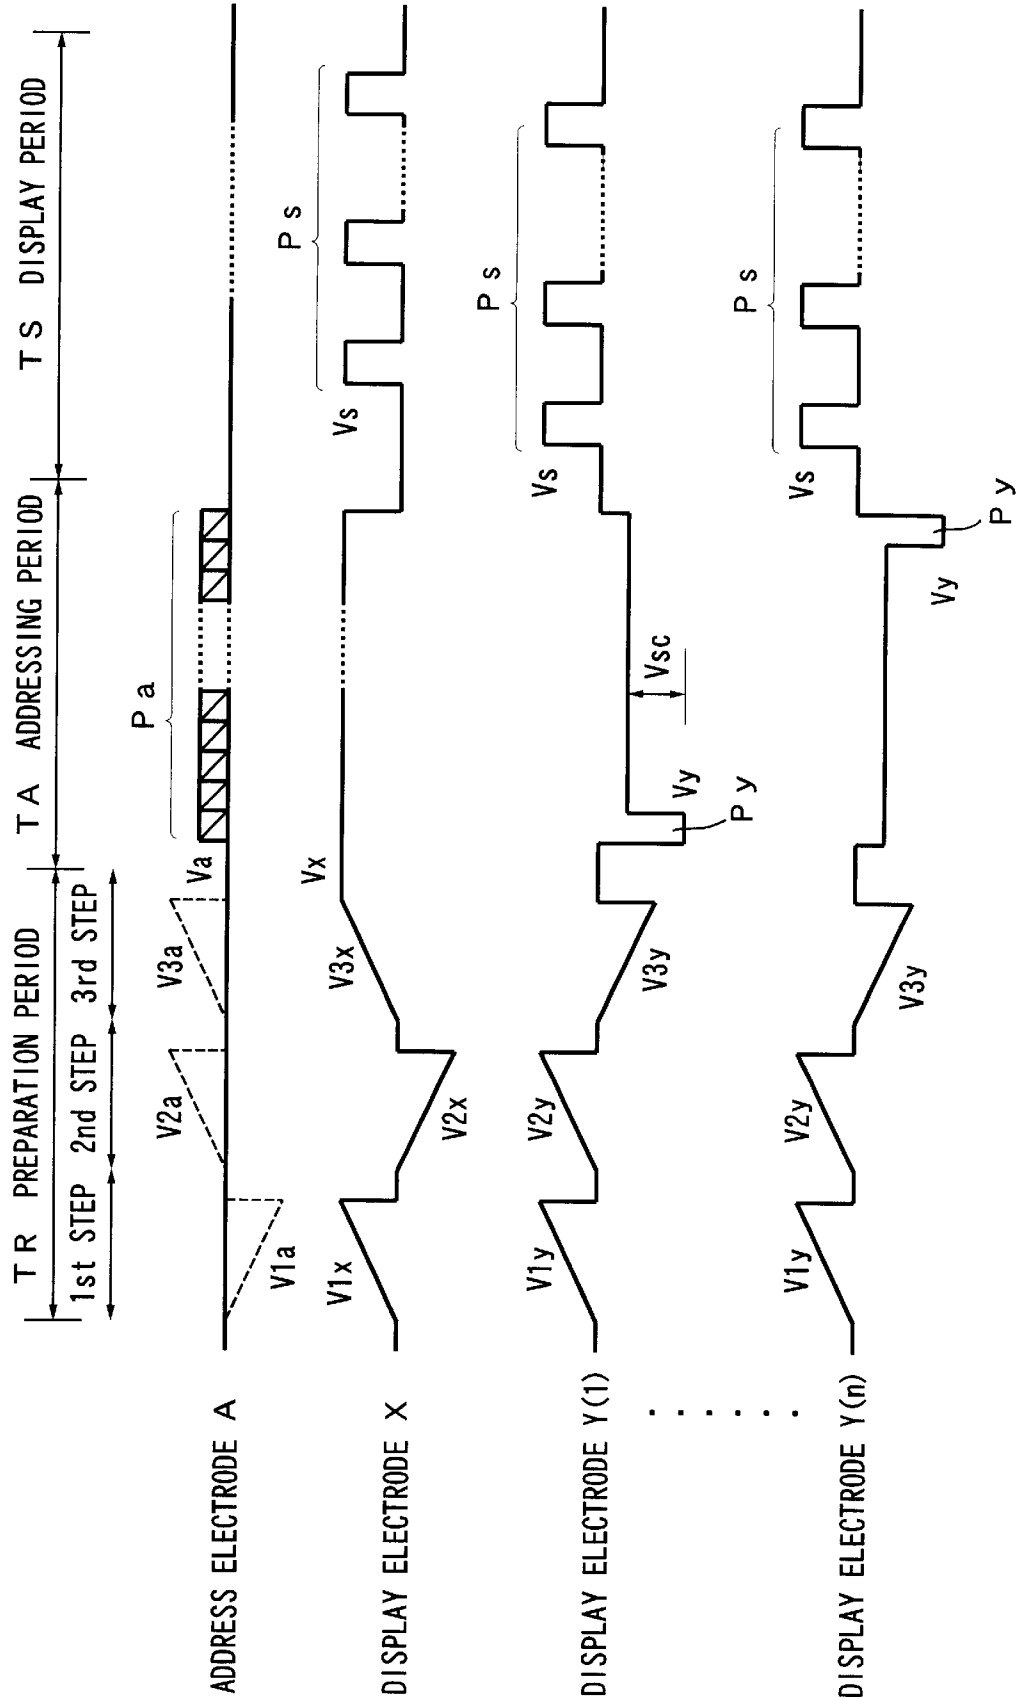 TR PREPARATION PERIOD
TA ADDRESSING PERIOD
TS DISPLAY PERIOD
1st STEP
2nd STEP
3rd STEP
ADDRESS ELECTRODE A
V1a
V2a
V3a
Va
Pa
DISPLAY ELECTRODE X
V1x
V2x
V3x
Vx
Vs
Ps
DISPLAY ELECTRODE Y(1)
V1y
V2y
V3y
Py
Vy
Vsc
Vs
Ps
......
DISPLAY ELECTRODE Y(n)
V1y
V2y
V3y
Vy
Py
Vs
Ps